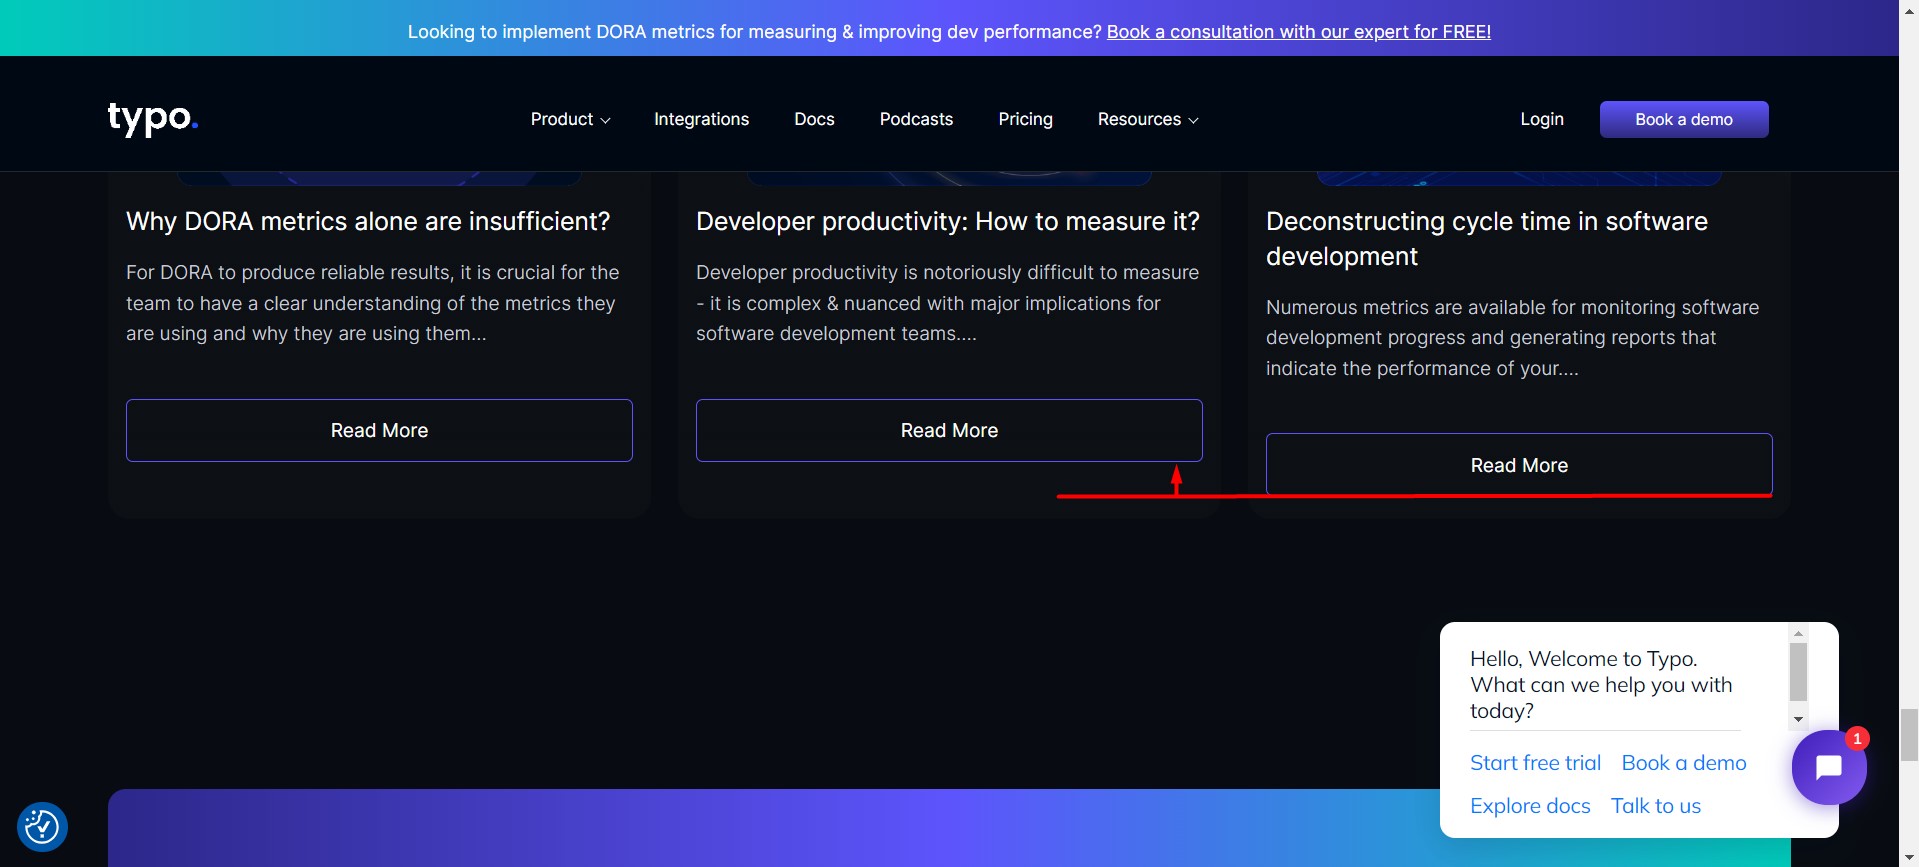 Looking to implement DORA metrics for measuring & improving dev performance? Book a consultation with our expert for FREE!
typo.
Product
Integrations
Docs
Podcasts
Pricing
Resources
Login
Book a demo
Why DORA metrics alone are insufficient?
For DORA to produce reliable results, it is crucial for the
team to have a clear understanding of the metrics they
are using and why they are using them...
Read More
Developer productivity: How to measure it?
Developer productivity is notoriously difficult to measure
- it is complex & nuanced with major implications for
software development teams....
Read More
Deconstructing cycle time in software
development
Numerous metrics are available for monitoring software
development progress and generating reports that
indicate the performance of your....
Read More
Hello, Welcome to Typo.
What can we help you with
today?
Start free trial
Book a demo
Explore docs
Talk to us
1